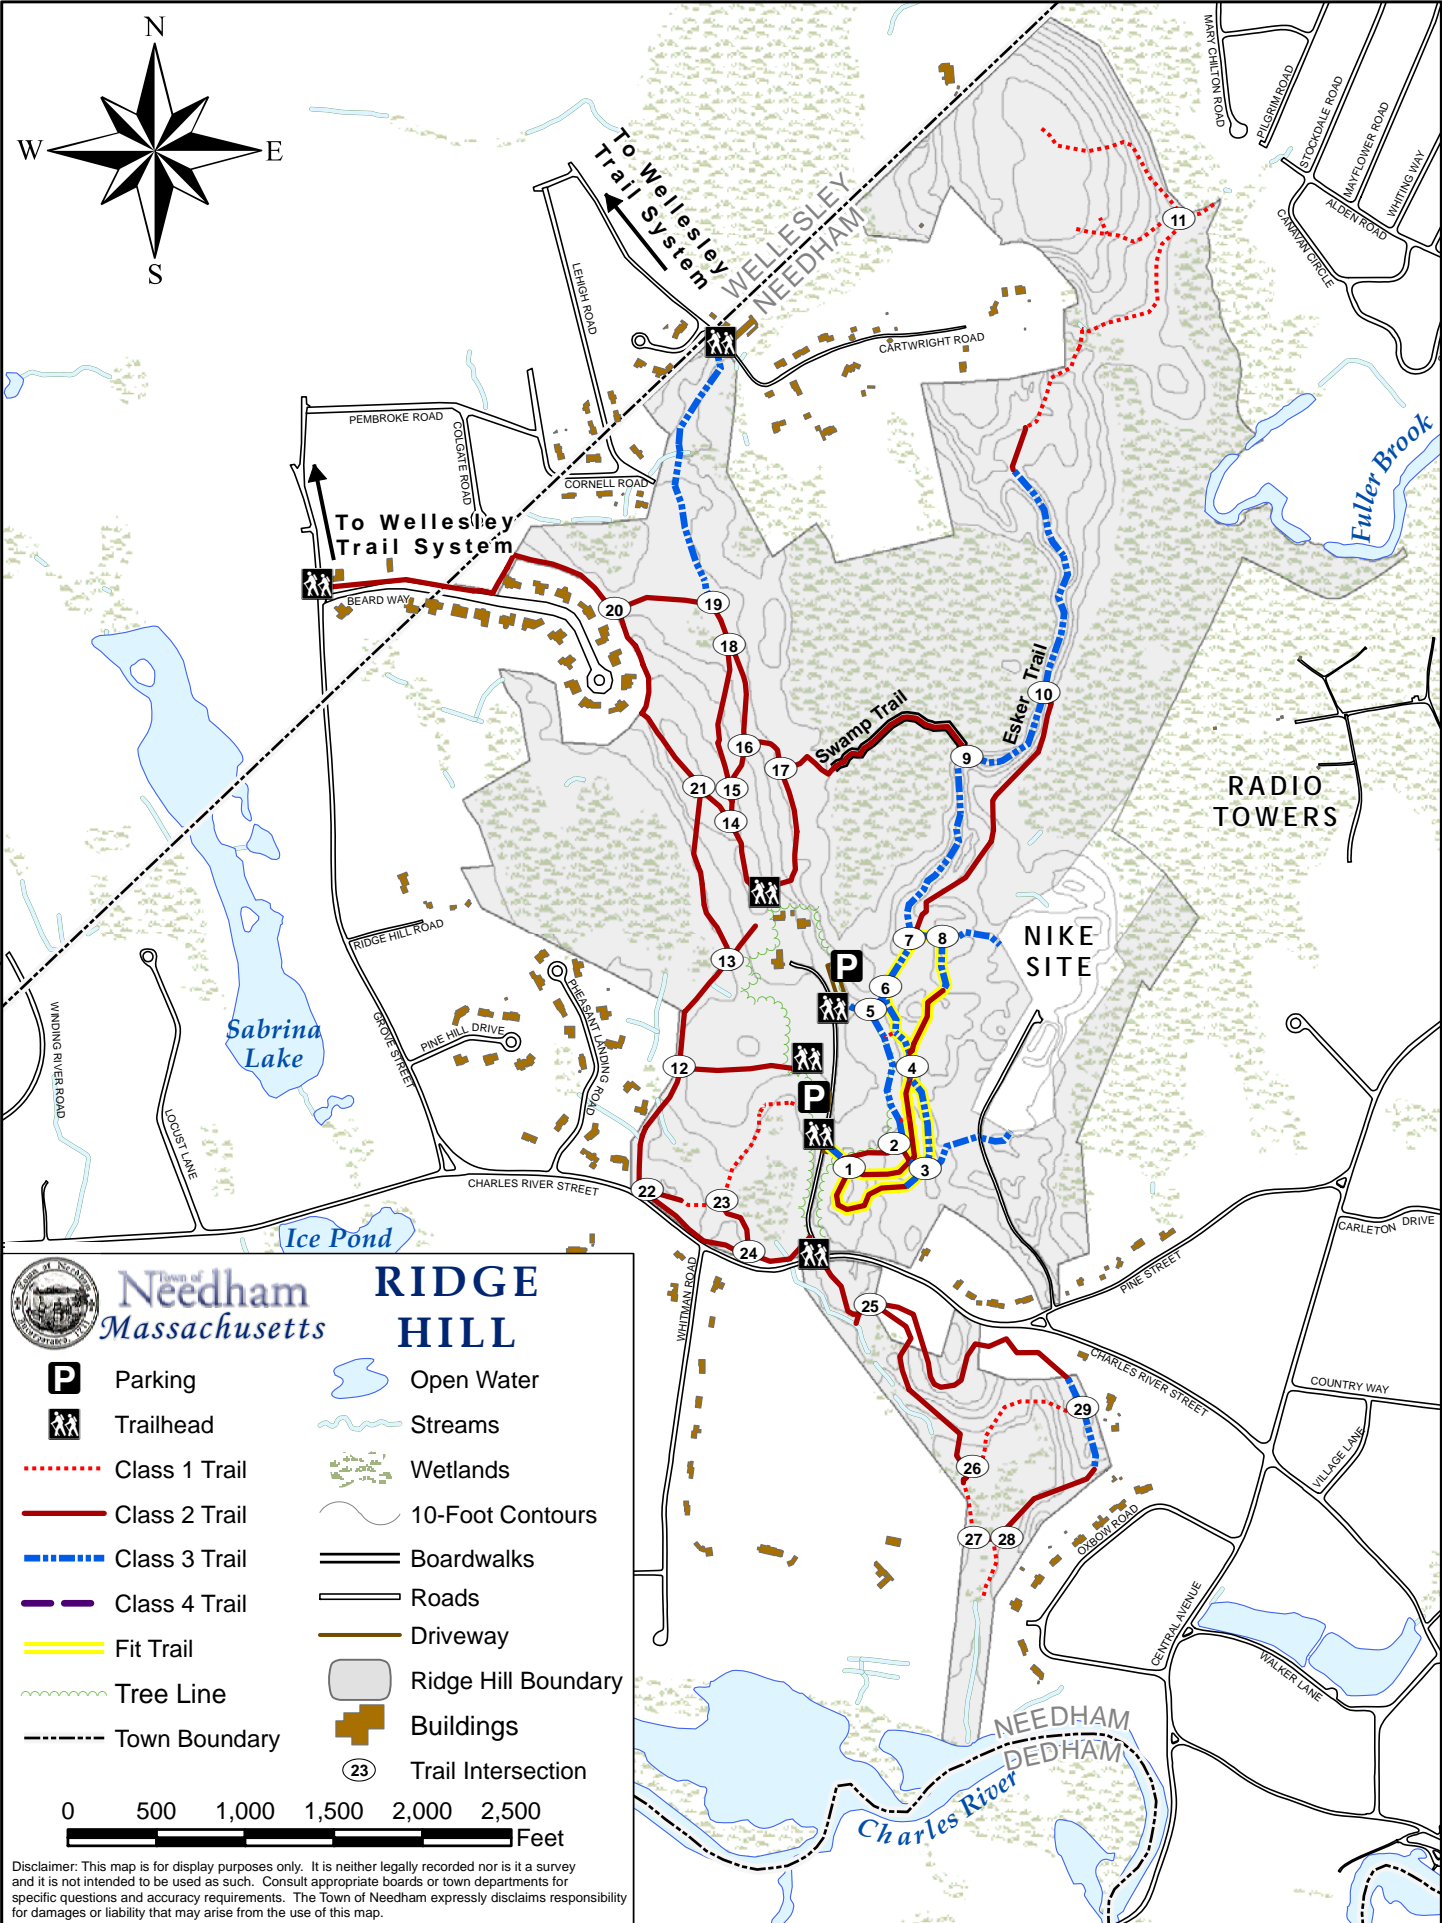 N
W
E
S
To Wellesley
Trail System
WELLESLEY
NEEDHAM
MARY CHILTON ROAD
PILGRIM ROAD
STOCKDALE ROAD
MAYFLOWER ROAD
WHITING WAY
ALDEN ROAD
CANAVAN CIRCLE
11
LEHIGH ROAD
CARTWRIGHT ROAD
PEMBROKE ROAD
COLGATE ROAD
CORNELL ROAD
Fuller Brook
To Wellesley
Trail System
BEARD WAY
20
19
18
Esker Trail
10
Swamp Trail
16
17
9
21
15
14
RADIO
TOWERS
RIDGE HILL ROAD
13
7
8
NIKE
SITE
P
6
5
WINDING RIVER ROAD
Sabrina
Lake
GROVE STREET
PINE HILL DRIVE
PHEASANT LANDING ROAD
12
4
P
LOCUST LANE
2
1
3
CHARLES RIVER STREET
22
23
24
Ice Pond
CARLETON DRIVE
PINE STREET
WHITMAN ROAD
25
CHARLES RIVER STREET
COUNTRY WAY
29
VILLAGE LANE
26
27
28
OXBOW ROAD
CENTRAL AVENUE
WALKER LANE
NEEDHAM
DEDHAM
Charles River
Town of Needham
Incorporated 1711
Town of
Needham
Massachusetts
RIDGE
HILL
P
Parking
Open Water
Trailhead
Streams
Class 1 Trail
Wetlands
Class 2 Trail
10-Foot Contours
Class 3 Trail
Boardwalks
Class 4 Trail
Roads
Fit Trail
Driveway
Tree Line
Ridge Hill Boundary
Town Boundary
Buildings
23
Trail Intersection
0 500 1,000 1,500 2,000 2,500
Feet
Disclaimer: This map is for display purposes only. It is neither legally recorded nor is it a survey
and it is not intended to be used as such. Consult appropriate boards or town departments for
specific questions and accuracy requirements. The Town of Needham expressly disclaims responsibility
for damages or liability that may arise from the use of this map.